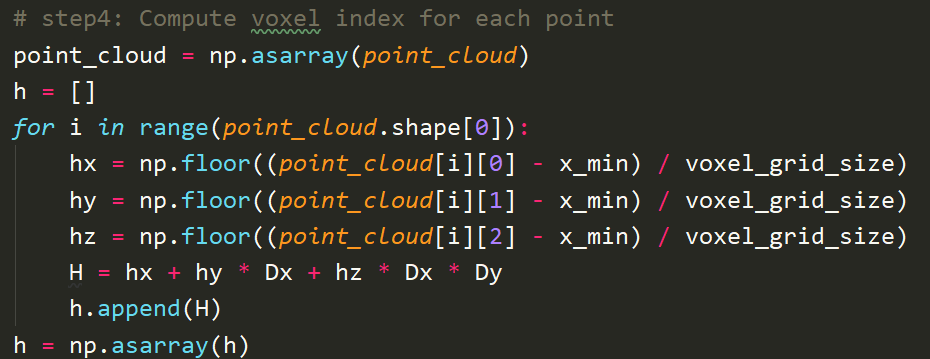 # step4: Compute voxel index for each point
point_cloud = np.asarray(point_cloud)
h = []
for i in range(point_cloud.shape[0]):
    hx = np.floor((point_cloud[i][0] - x_min) / voxel_grid_size)
    hy = np.floor((point_cloud[i][1] - x_min) / voxel_grid_size)
    hz = np.floor((point_cloud[i][2] - x_min) / voxel_grid_size)
    H = hx + hy * Dx + hz * Dx * Dy
    h.append(H)
h = np.asarray(h)